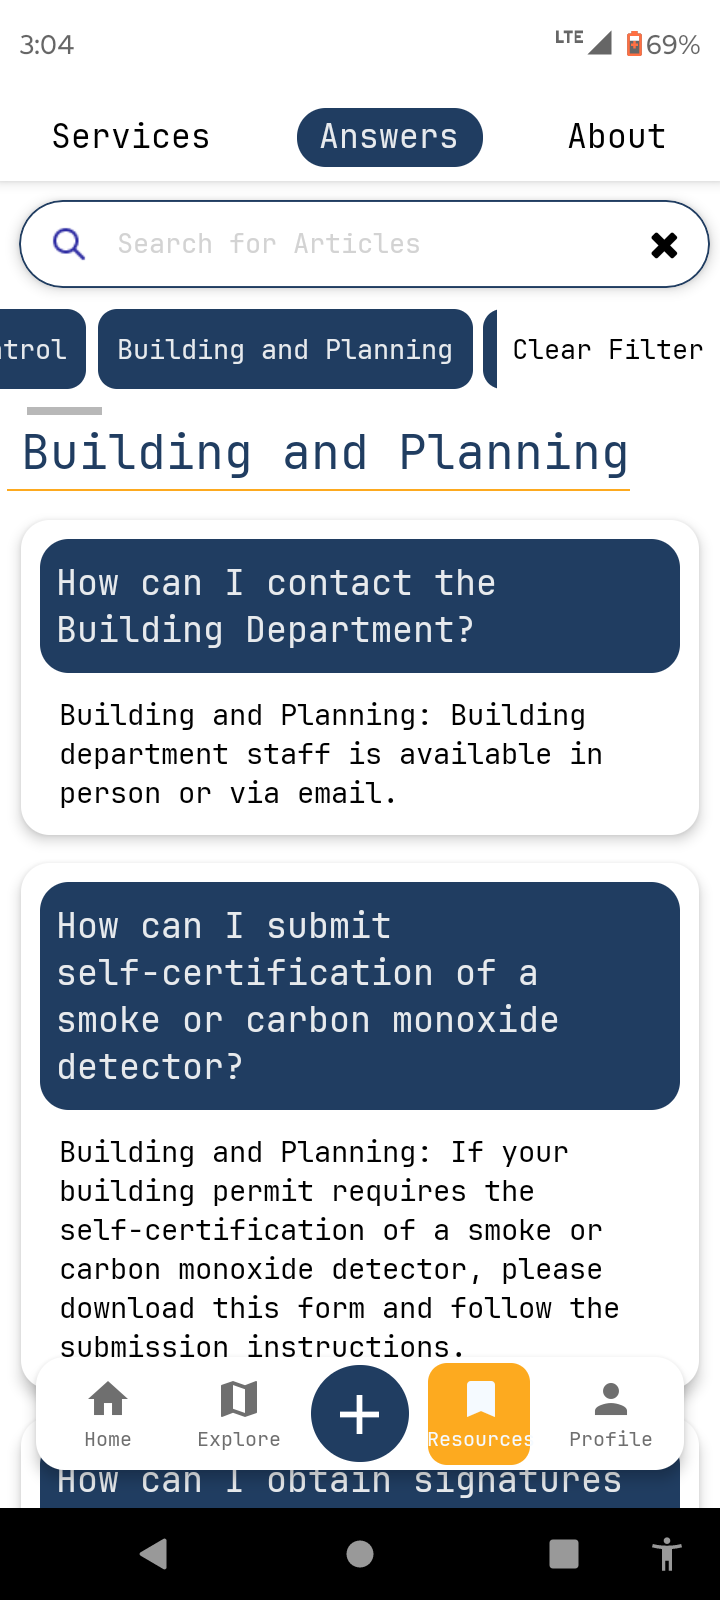 3:04
LTE 69%
Services Answers About
Search for Articles
trol Building and Planning Clear Filter
Building and Planning
How can I contact the
Building Department?
Building and Planning: Building
department staff is available in
person or via email.
How can I submit
self-certification of a
smoke or carbon monoxide
detector?
Building and Planning: If your
building permit requires the
self-certification of a smoke or
carbon monoxide detector, please
download this form and follow the
submission instructions.
Home Explore Resources Profile
How can I obtain signatures